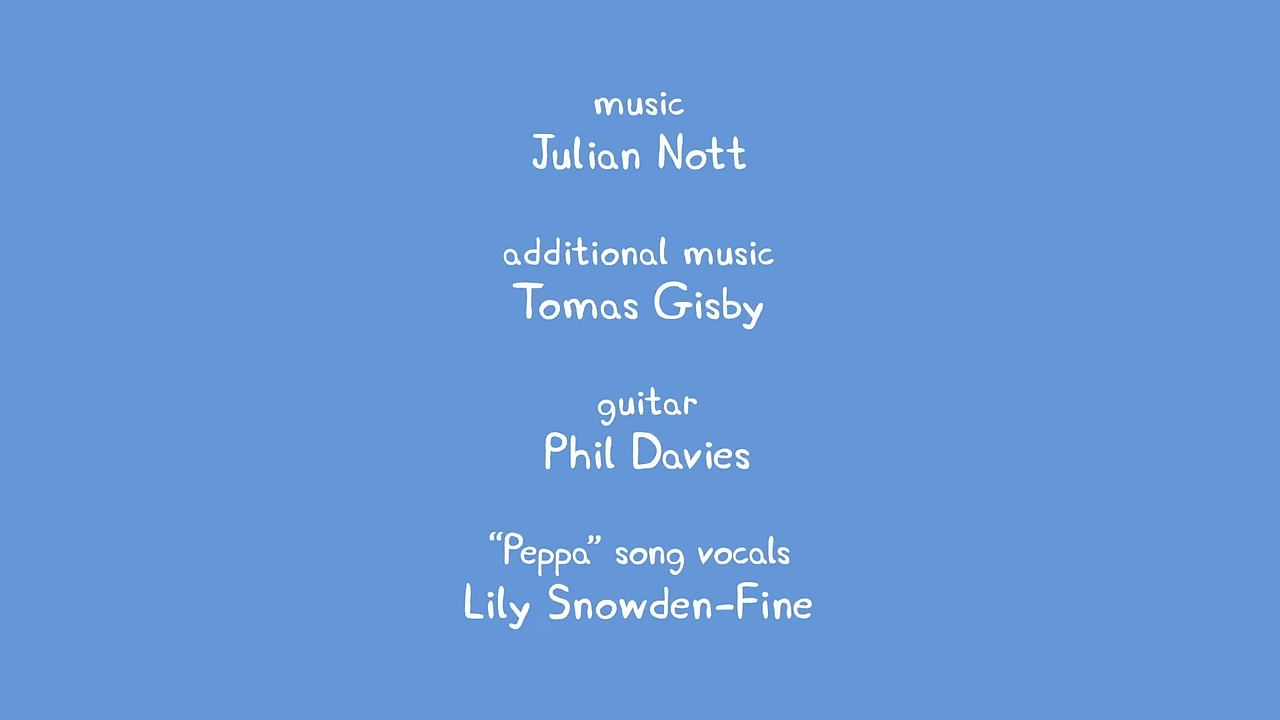 music
Julian Nott
additional music
Tomas Gisby
guitar
Phil Davies
“Peppa” song vocals
Lily Snowden-Fine